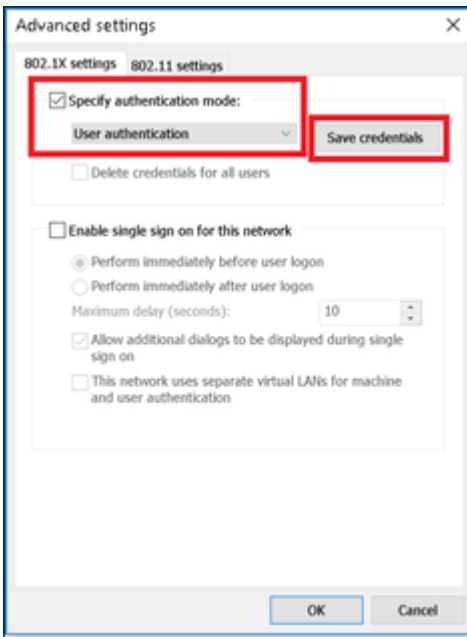 Advanced settings
802.1X settings 802.11 settings
Specify authentication mode:
User authentication Save credentials
Delete credentials for all users
Enable single sign on for this network
Perform immediately before user logon
Perform immediately after user logon
Maximum delay (seconds): 10
Allow additional dialogs to be displayed during single
sign on
This network uses separate virtual LANs for machine
and user authentication
OK Cancel